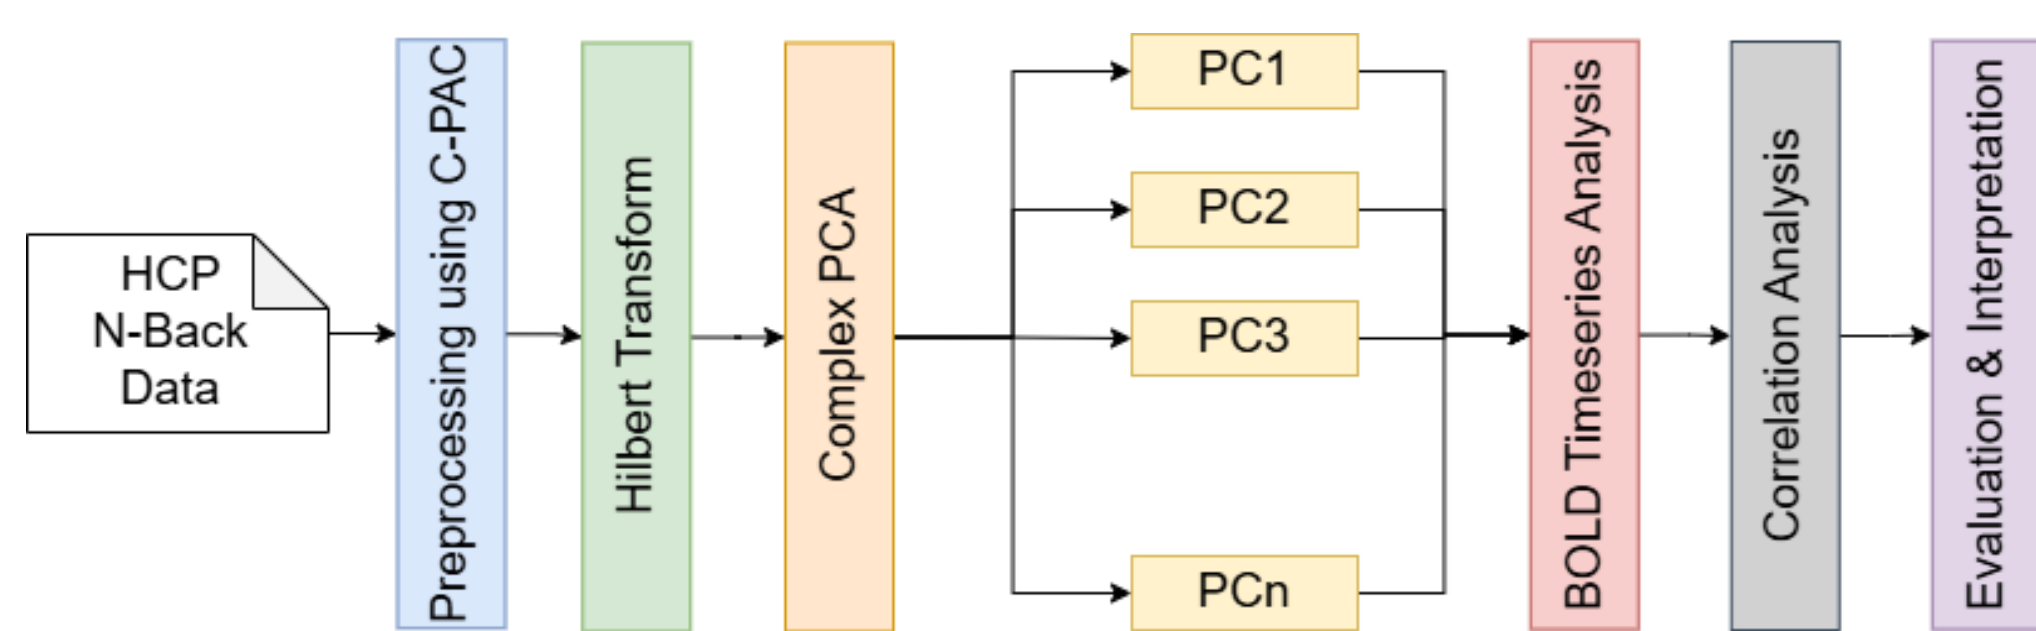 HCP
N-Back
Data
Preprocessing using C-PAC
Hilbert Transform
Complex PCA
PC1
PC2
PC3
PCn
BOLD Timeseries Analysis
Correlation Analysis
Evaluation & Interpretation